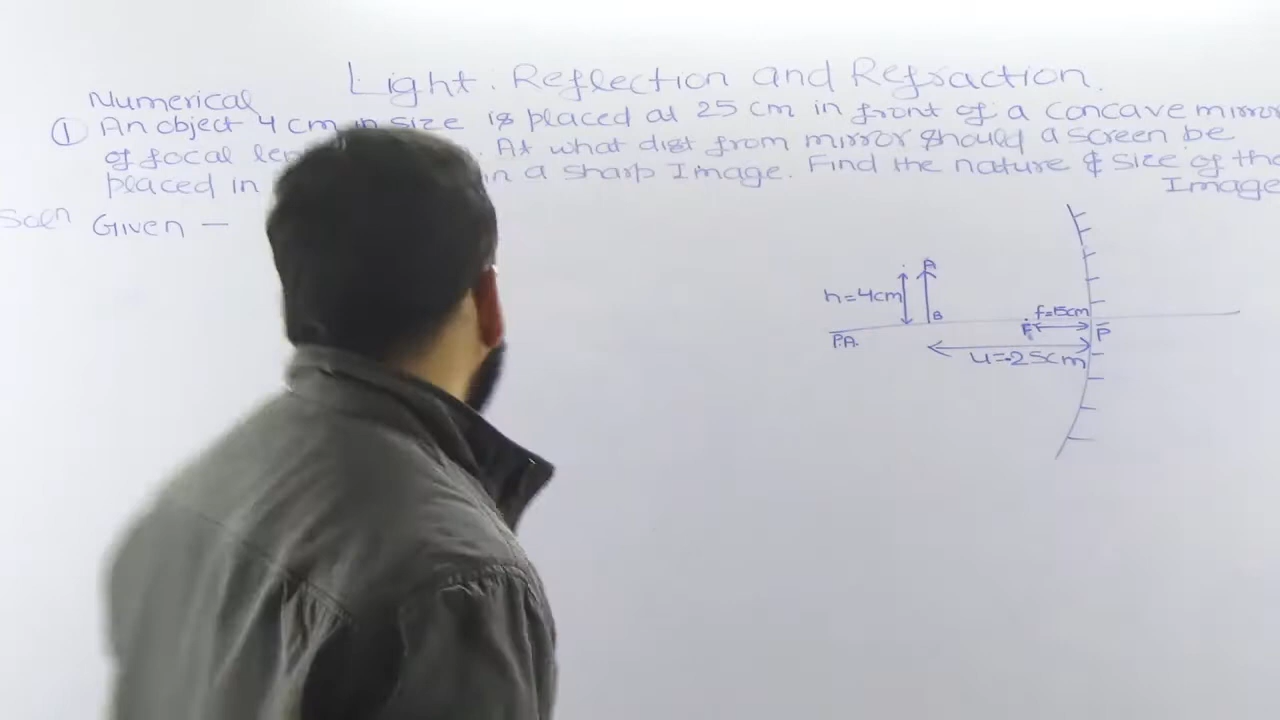 Light : Reflection and Refraction.
Numerical
① An object 4 cm in size is placed at 25 cm in front of a concave mirror
of focal . At what dist from mirror should a screen be
placed in a sharp Image. Find the nature & size of the
Image
Soln Given —
A
h=4cm
B
f=15cm
P.A.
F
P
u=-25cm